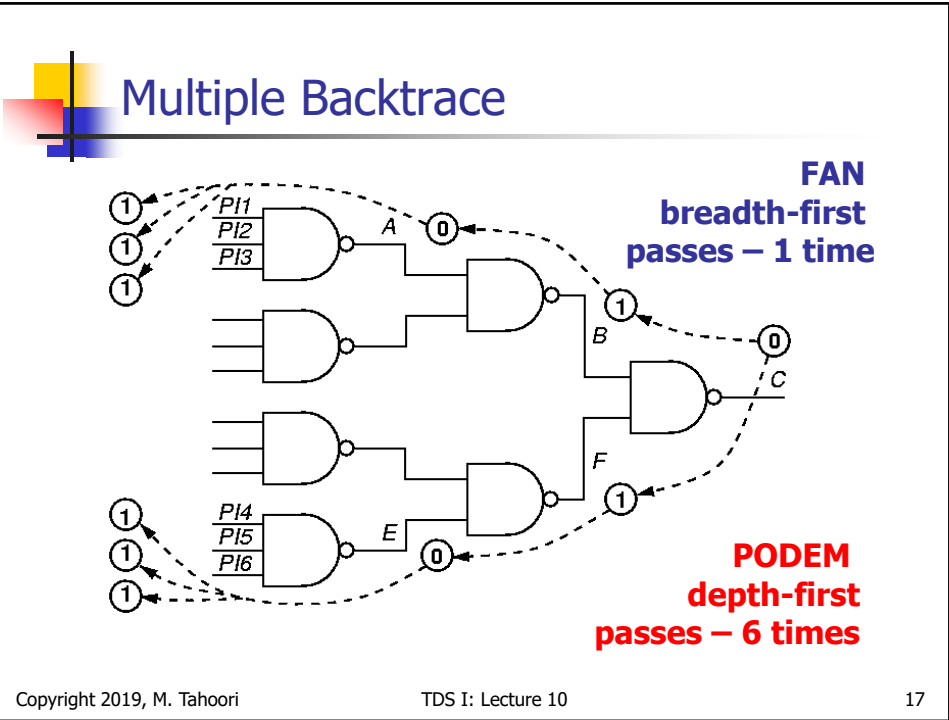 Multiple Backtrace
FAN
breadth-first
passes – 1 time
1
1
1
PI1
PI2
PI3
A
0
1
B
0
C
F
1
PI4
PI5
PI6
E
0
1
1
1
PODEM
depth-first
passes – 6 times
Copyright 2019, M. Tahoori
TDS I: Lecture 10
17